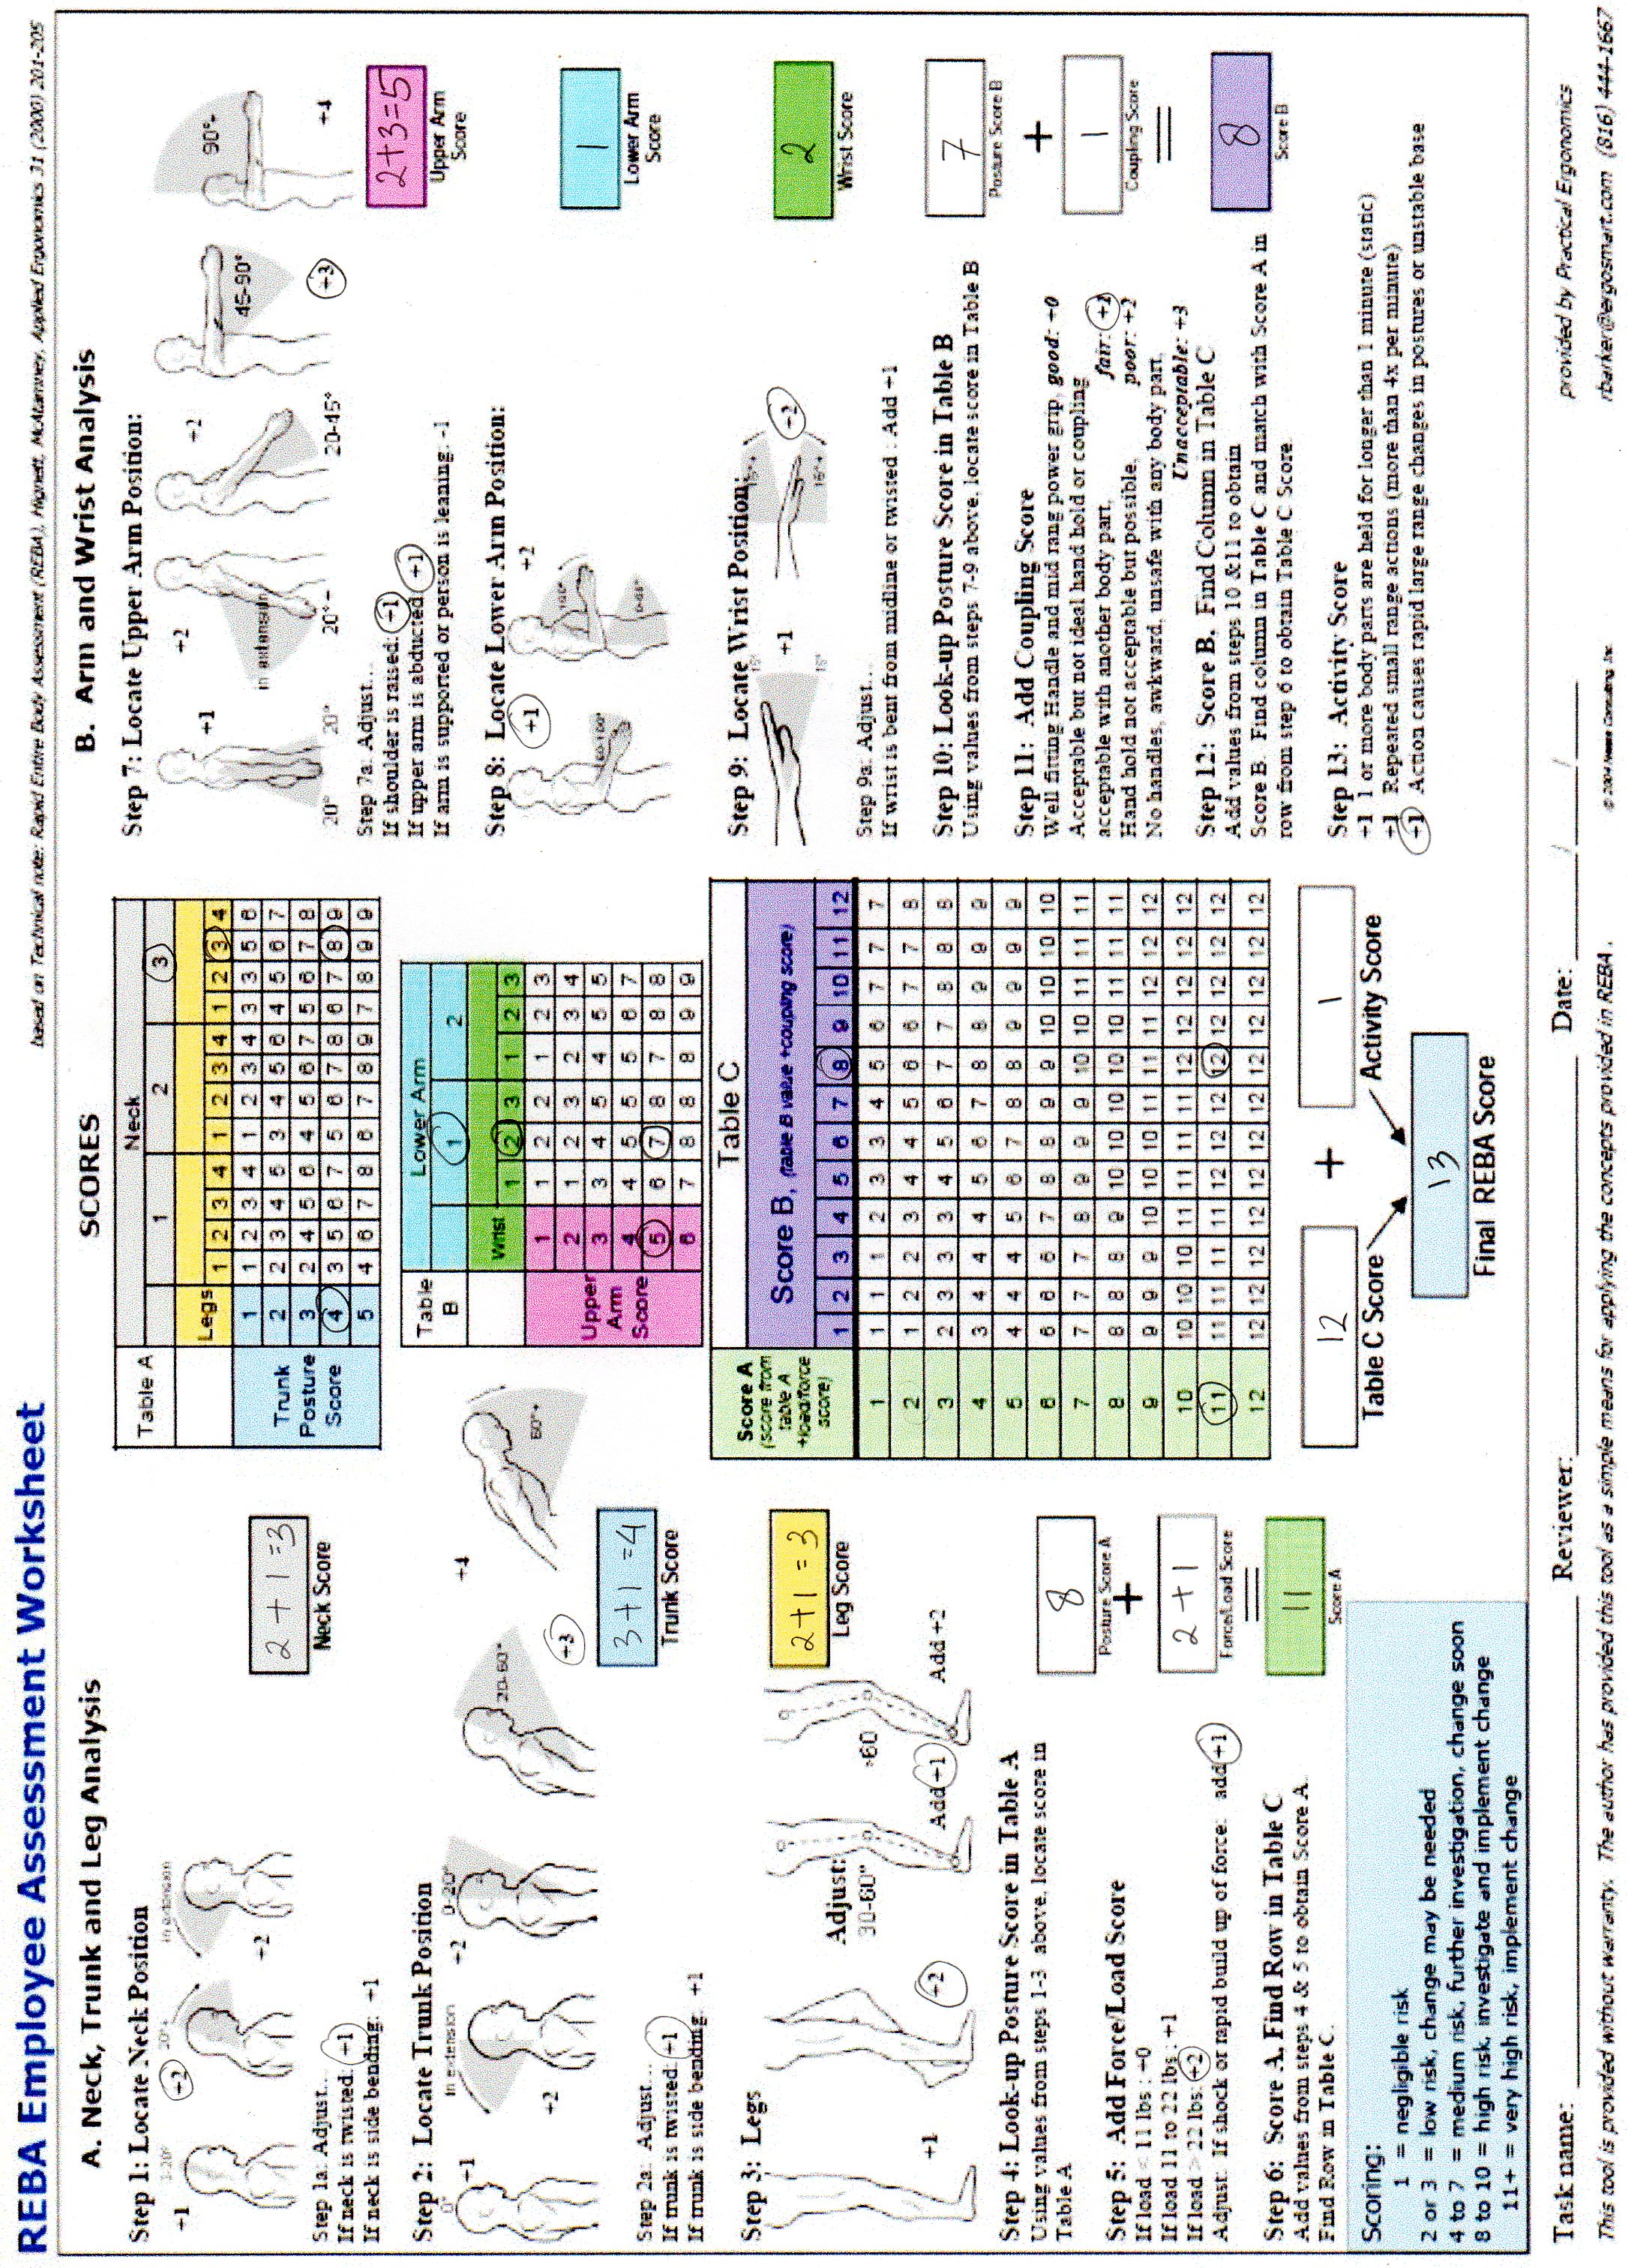 REBA Employee Assessment Worksheet
based on Technical note: Rapid Entire Body Assessment (REBA), Hignett, McAtamney, Applied Ergonomics 31 (2000) 201-205
A. Neck, Trunk and Leg Analysis
Step 1: Locate Neck Position
+1
+2
20°+
in extension
+2
Step 1a: Adjust...
If neck is twisted: +1
If neck is side bending: +1
2+1=3
Neck Score
Step 2: Locate Trunk Position
0°
+1
in extension
+2
0-20°
+2
20-60°
+3
60°+
+4
Step 2a: Adjust...
If trunk is twisted: +1
If trunk is side bending: +1
3+1=4
Trunk Score
Step 3: Legs
+1
+2
Adjust:
30-60°
Add +1
>60
Add +2
2+1=3
Leg Score
Step 4: Look-up Posture Score in Table A
Using values from steps 1-3 above, locate score in
Table A
8
Posture Score A
+
Step 5: Add Force/Load Score
If load < 11 lbs : +0
If load 11 to 22 lbs : +1
If load > 22 lbs: +2
Adjust: If shock or rapid build up of force: add +1
2+1
Force/Load Score
=
Step 6: Score A, Find Row in Table C
Add values from steps 4 & 5 to obtain Score A.
Find Row in Table C.
11
Score A
Scoring:
1 = negligible risk
2 or 3 = low risk, change may be needed
4 to 7 = medium risk, further investigation, change soon
8 to 10 = high risk, investigate and implement change
11+ = very high risk, implement change
SCORES
Table A
Neck
1 2 3
Legs
1 2 3 4 1 2 3 4 1 2 3 4
Trunk Posture Score
1 1 2 3 4 1 2 3 4 3 3 5 6
2 2 3 4 5 3 4 5 6 4 5 6 7
3 2 4 5 6 4 5 6 7 5 6 7 8
4 3 5 6 7 5 6 7 8 6 7 8 9
5 4 6 7 8 6 7 8 9 7 8 9 9
Table B
Lower Arm
1 2
Wrist
1 2 3 1 2 3
Upper Arm Score
1 1 2 2 1 2 3
2 1 2 3 2 3 4
3 3 4 5 4 5 5
4 4 5 5 5 6 7
5 6 7 8 7 8 8
6 7 8 8 8 9 9
Score A
(score from
table A
+load/force
score)
Table C
Score B, (table B value +coupling score)
1 2 3 4 5 6 7 8 9 10 11 12
1 1 1 1 2 3 3 4 5 6 7 7 7
2 1 2 2 3 4 4 5 6 6 7 7 8
3 2 3 3 3 4 5 6 7 7 8 8 8
4 3 4 4 4 5 6 7 8 8 9 9 9
5 4 4 4 5 6 7 8 8 9 9 9 9
6 6 6 6 7 8 8 9 9 10 10 10 10
7 7 7 7 8 9 9 9 10 10 11 11 11
8 8 8 8 9 10 10 10 10 10 11 11 11
9 9 9 9 10 10 10 11 11 11 12 12 12
10 10 10 10 11 11 11 11 12 12 12 12 12
11 11 11 11 11 12 12 12 12 12 12 12 12
12 12 12 12 12 12 12 12 12 12 12 12 12
12
+
1
Table C Score
Activity Score
13
Final REBA Score
B. Arm and Wrist Analysis
Step 7: Locate Upper Arm Position:
20° 20°
+1
in extension
20°-
+2
20-45°
+2
45-90°
+3
90°-
+4
Step 7a: Adjust...
If shoulder is raised: +1
If upper arm is abducted: +1
If arm is supported or person is leaning: -1
2+3=5
Upper Arm
Score
Step 8: Locate Lower Arm Position:
+1
60-100°
+2
1
Lower Arm
Score
Step 9: Locate Wrist Position:
15°
15°
+1
15°+
15°+
+2
Step 9a: Adjust...
If wrist is bent from midline or twisted : Add +1
2
Wrist Score
Step 10: Look-up Posture Score in Table B
Using values from steps 7-9 above, locate score in Table B
7
Posture Score B
+
Step 11: Add Coupling Score
Well fitting Handle and mid rang power grip, good: +0
Acceptable but not ideal hand hold or coupling
acceptable with another body part, fair: +1
Hand hold not acceptable but possible, poor: +2
No handles, awkward, unsafe with any body part,
Unacceptable: +3
1
Coupling Score
=
Step 12: Score B, Find Column in Table C
Add values from steps 10 &11 to obtain
Score B. Find column in Table C and match with Score A in
row from step 6 to obtain Table C Score.
8
Score B
Step 13: Activity Score
+1 1 or more body parts are held for longer than 1 minute (static)
+1 Repeated small range actions (more than 4x per minute)
+1 Action causes rapid large range changes in postures or unstable base
Task name: Reviewer: Date: / /
provided by Practical Ergonomics
This tool is provided without warranty. The author has provided this tool as a simple means for applying the concepts provided in REBA.
© 2004 Neese Consulting, Inc.
rbarker@ergosmart.com (816) 444-1667